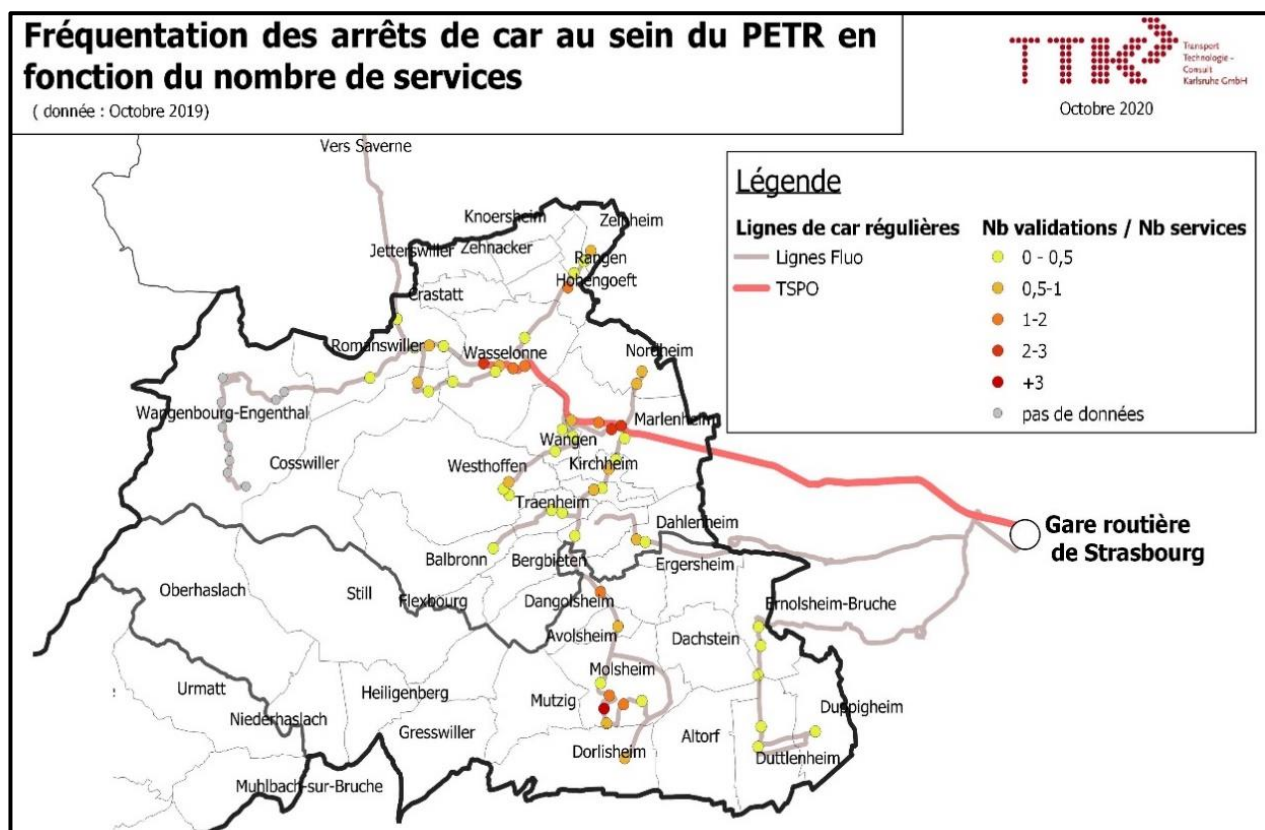 Fréquentation des arrêts de car au sein du PETR en
fonction du nombre de services
( donnée : Octobre 2019)
TTK
Transport
Technologie -
Consult
Karlsruhe GmbH
Octobre 2020
Légende
Lignes de car régulières
Lignes Fluo
TSPO
Nb validations / Nb services
0 - 0,5
0,5-1
1-2
2-3
+3
pas de données
Vers Saverne
Knoersheim
Zeinheim
Jetterswiller
Zehnacker
Rangen
Hohengoeft
Crastatt
Romanswiller
Wasselonne
Nordheim
Wangenbourg-Engenthal
Marlenheim
Wangen
Cosswiller
Westhoffen
Kirchheim
Traenheim
Dahlenheim
Gare routière
de Strasbourg
Balbronn
Bergbieten
Ergersheim
Oberhaslach
Still
Flexbourg
Dangolsheim
Ernolsheim-Bruche
Avolsheim
Dachstein
Molsheim
Urmatt
Heiligenberg
Mutzig
Duppigheim
Niederhaslach
Gresswiller
Altorf
Dorlisheim
Duttlenheim
Muhlbach-sur-Bruche